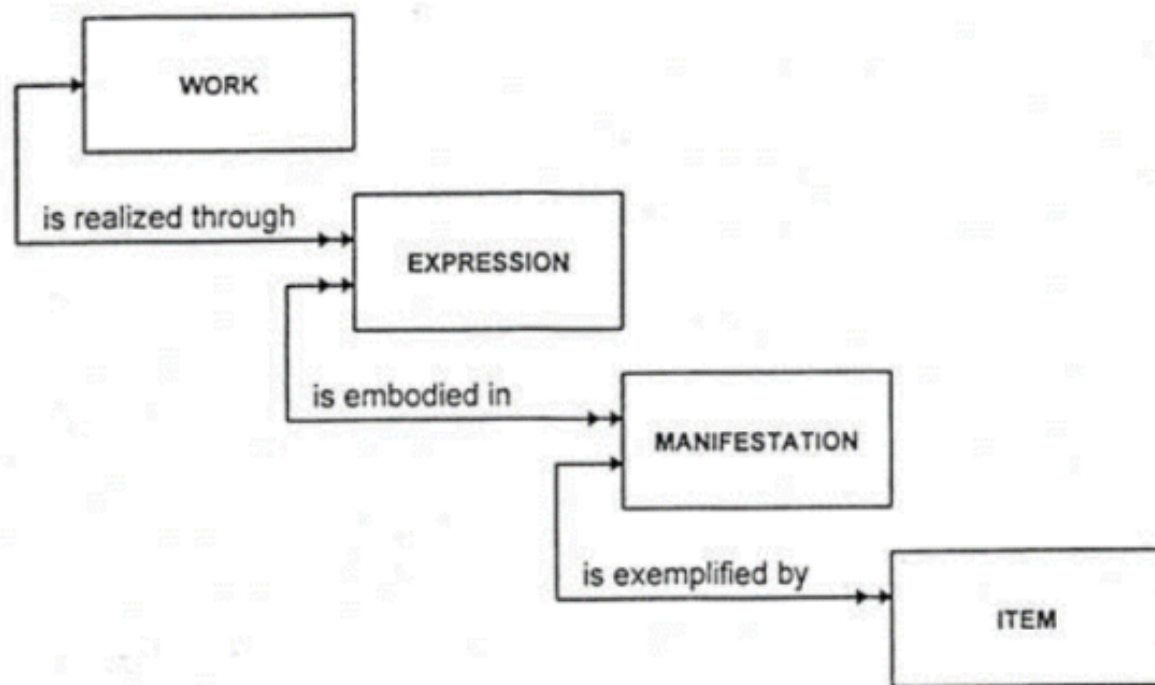 WORK
is realized through
EXPRESSION
is embodied in
MANIFESTATION
is exemplified by
ITEM